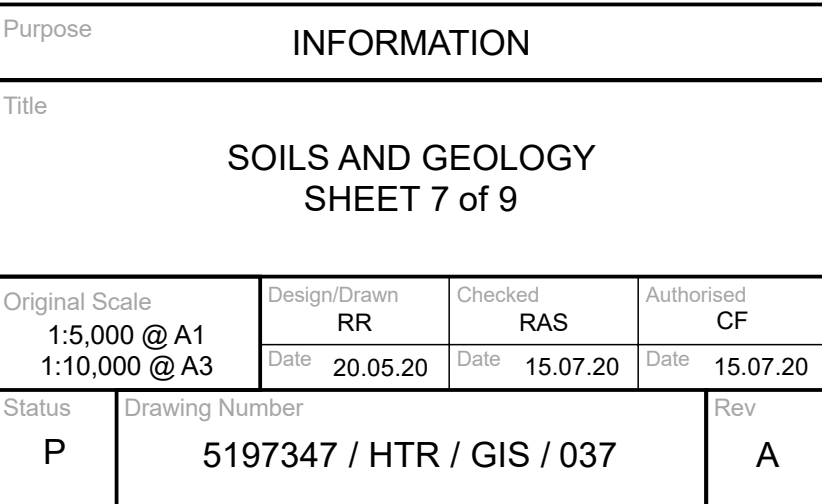 Purpose
INFORMATION
Title
SOILS AND GEOLOGY
SHEET 7 of 9
Original Scale
1:5,000 @ A1
1:10,000 @ A3
Design/Drawn
RR
Date 20.05.20
Checked
RAS
Date 15.07.20
Authorised
CF
Date 15.07.20
Status
P
Drawing Number
5197347 / HTR / GIS / 037
Rev
A